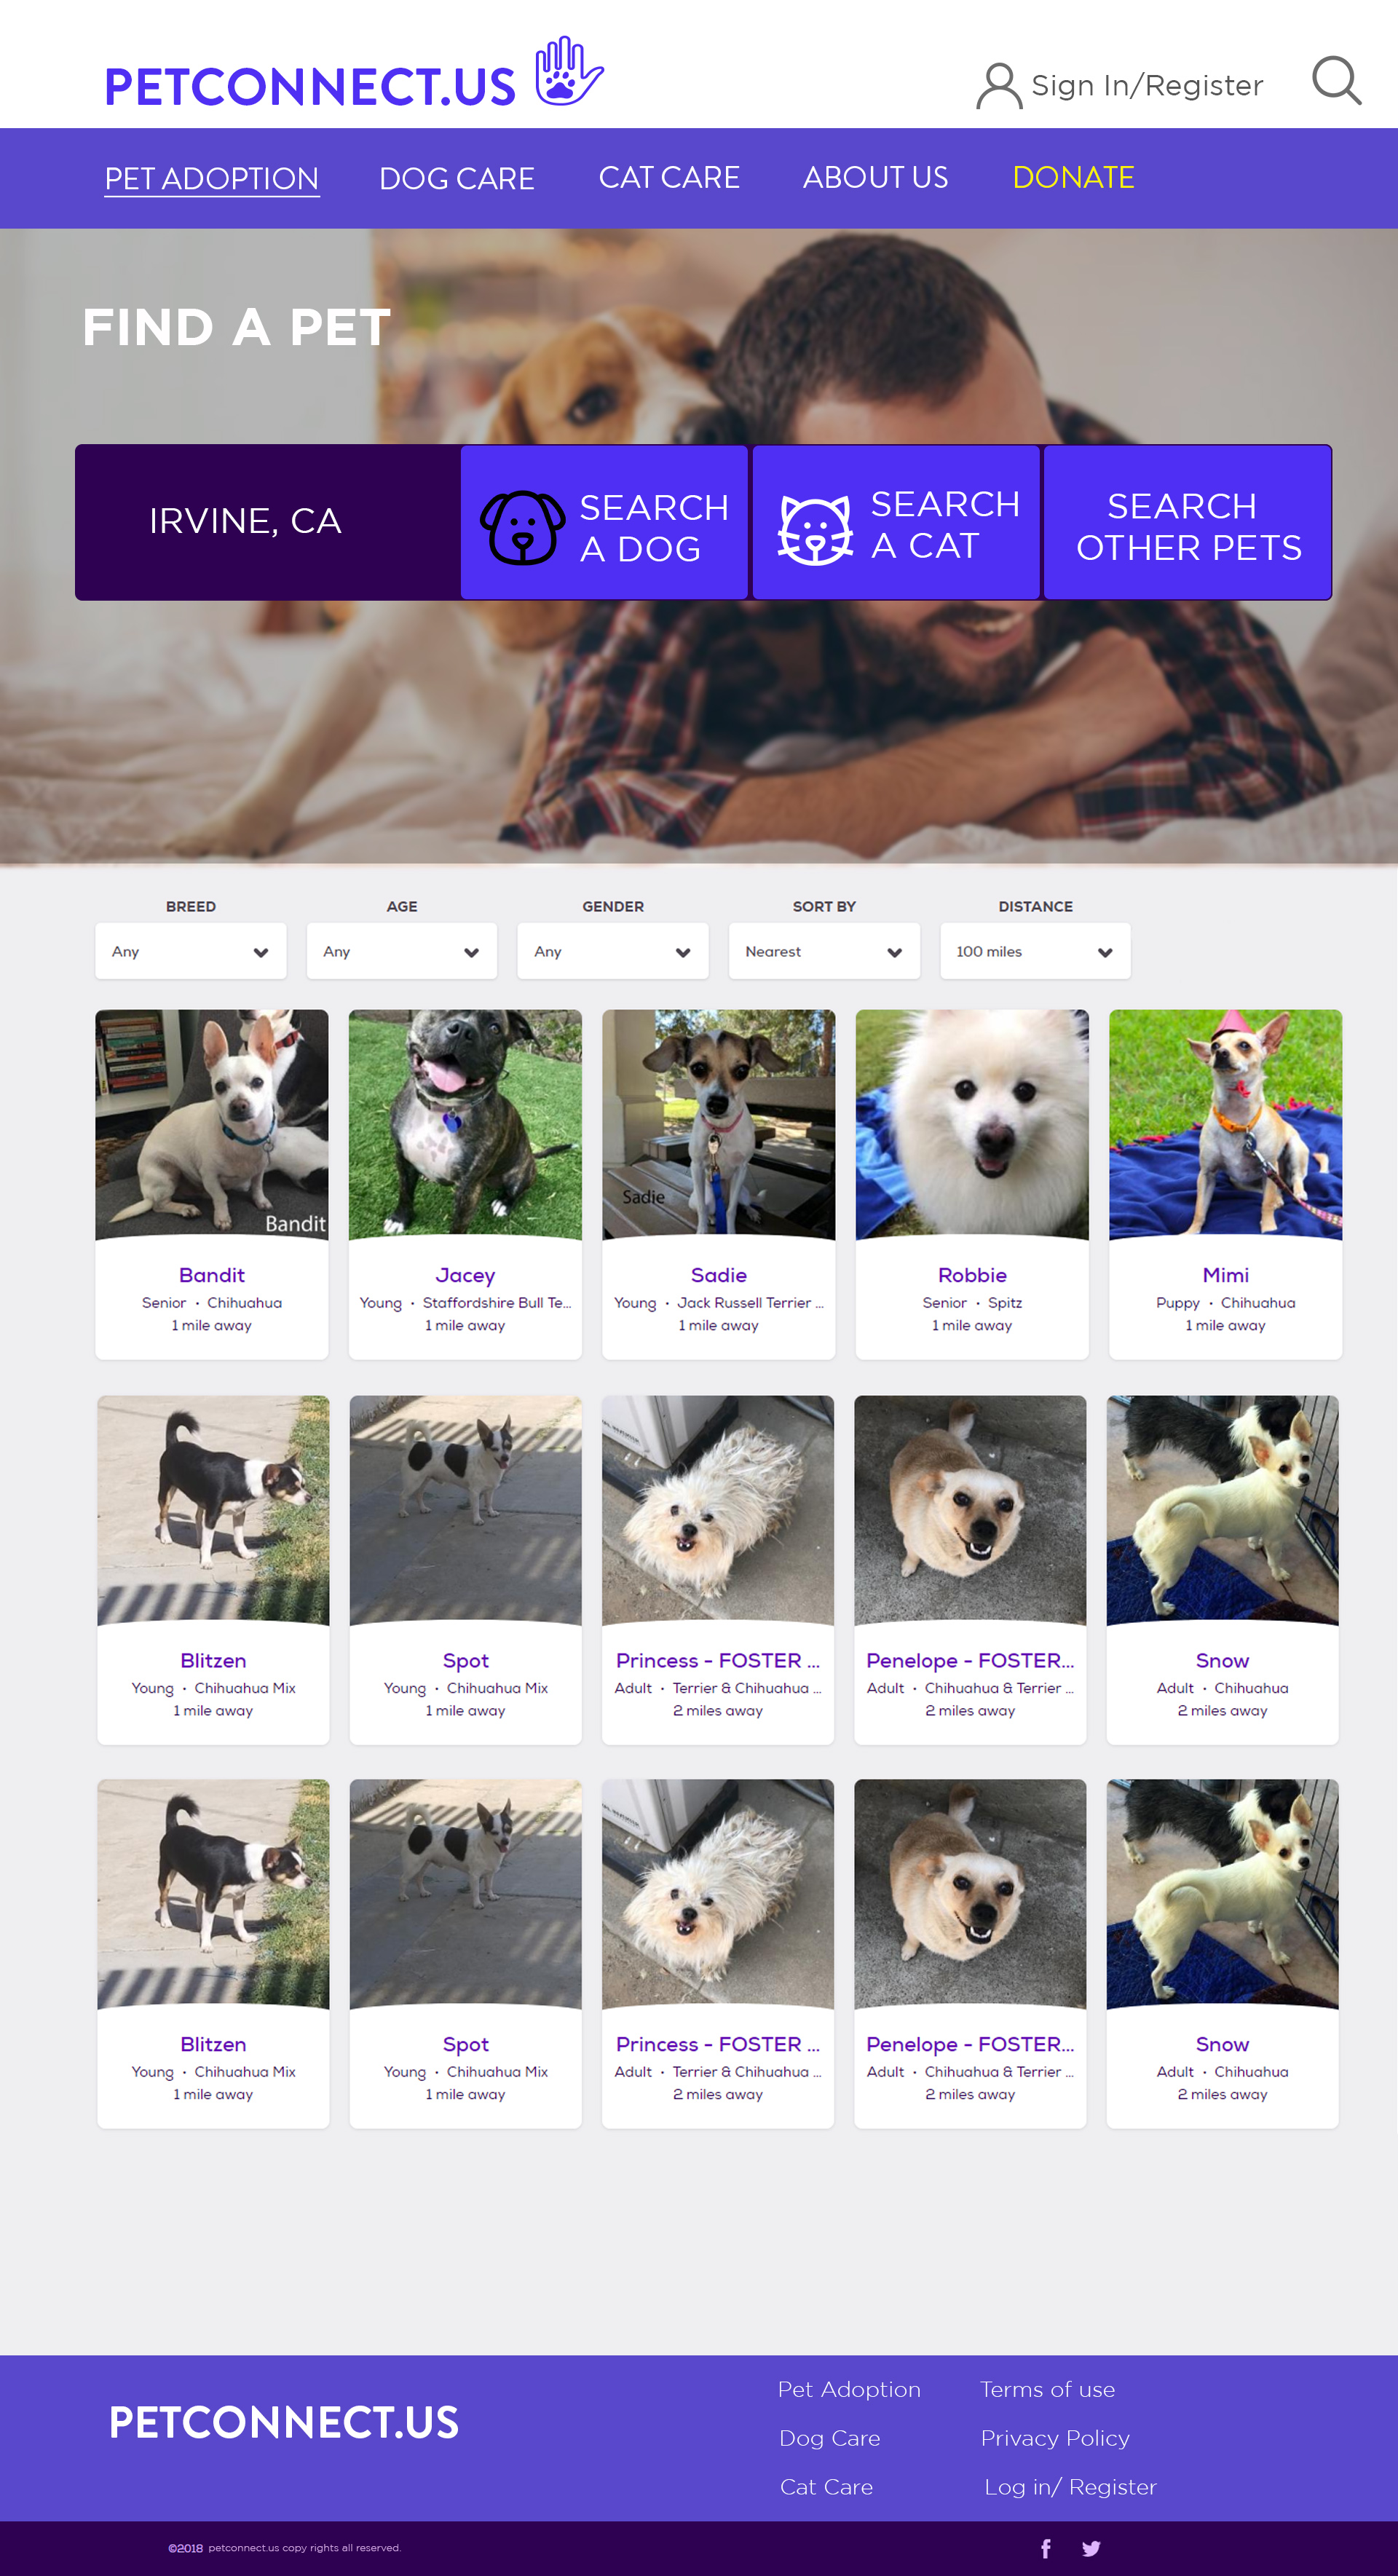 PETCONNECT.US
Sign In/Register
PET ADOPTION DOG CARE CAT CARE ABOUT US DONATE
FIND A PET
IRVINE, CA
SEARCH
A DOG
SEARCH
A CAT
SEARCH
OTHER PETS
BREED AGE GENDER SORT BY DISTANCE
Any Any Any Nearest 100 miles
Bandit
Sadie
Bandit
Senior • Chihuahua
1 mile away
Jacey
Young • Staffordshire Bull Te...
1 mile away
Sadie
Young • Jack Russell Terrier ...
1 mile away
Robbie
Senior • Spitz
1 mile away
Mimi
Puppy • Chihuahua
1 mile away
Blitzen
Young • Chihuahua Mix
1 mile away
Spot
Young • Chihuahua Mix
1 mile away
Princess - FOSTER ...
Adult • Terrier & Chihuahua ...
2 miles away
Penelope - FOSTER...
Adult • Chihuahua & Terrier ...
2 miles away
Snow
Adult • Chihuahua
2 miles away
Blitzen
Young • Chihuahua Mix
1 mile away
Spot
Young • Chihuahua Mix
1 mile away
Princess - FOSTER ...
Adult • Terrier & Chihuahua ...
2 miles away
Penelope - FOSTER...
Adult • Chihuahua & Terrier ...
2 miles away
Snow
Adult • Chihuahua
2 miles away
PETCONNECT.US
Pet Adoption
Dog Care
Cat Care
Terms of use
Privacy Policy
Log in/ Register
©2018 petconnect.us copy rights all reserved.